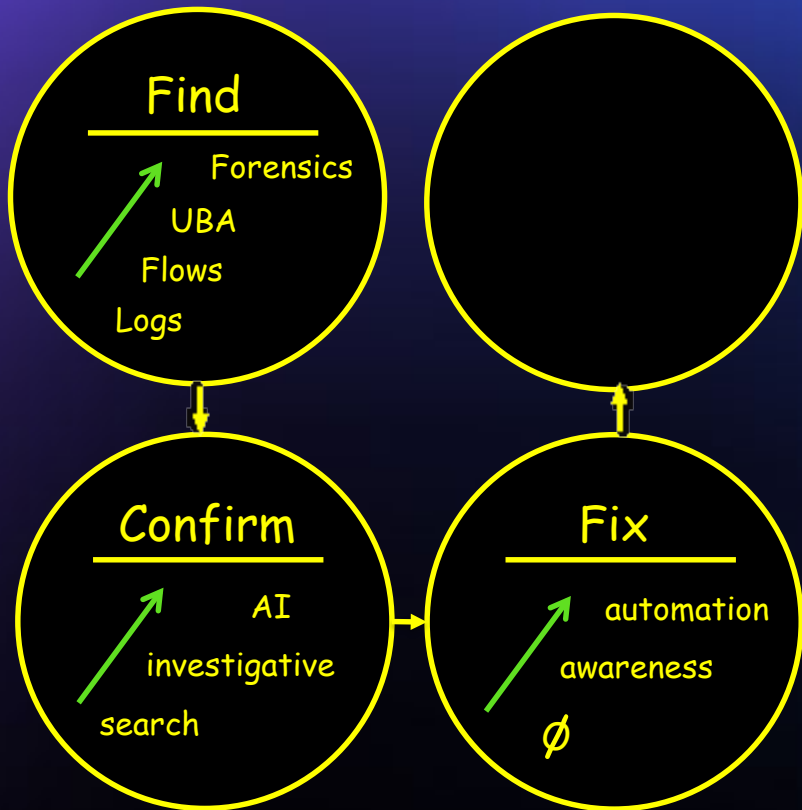 Find
Forensics
UBA
Flows
Logs
Confirm
AI
investigative
search
Fix
automation
awareness
ϕ